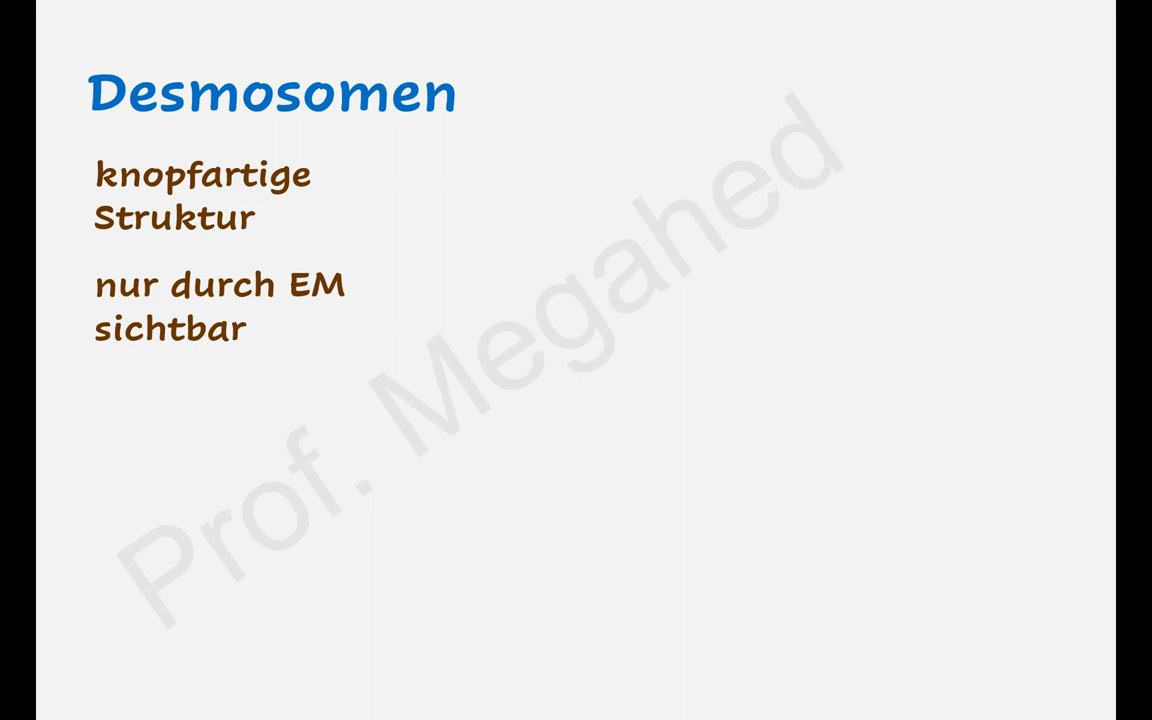 Desmosomen
knopfartige
Struktur
nur durch EM
sichtbar
Prof. Megahed